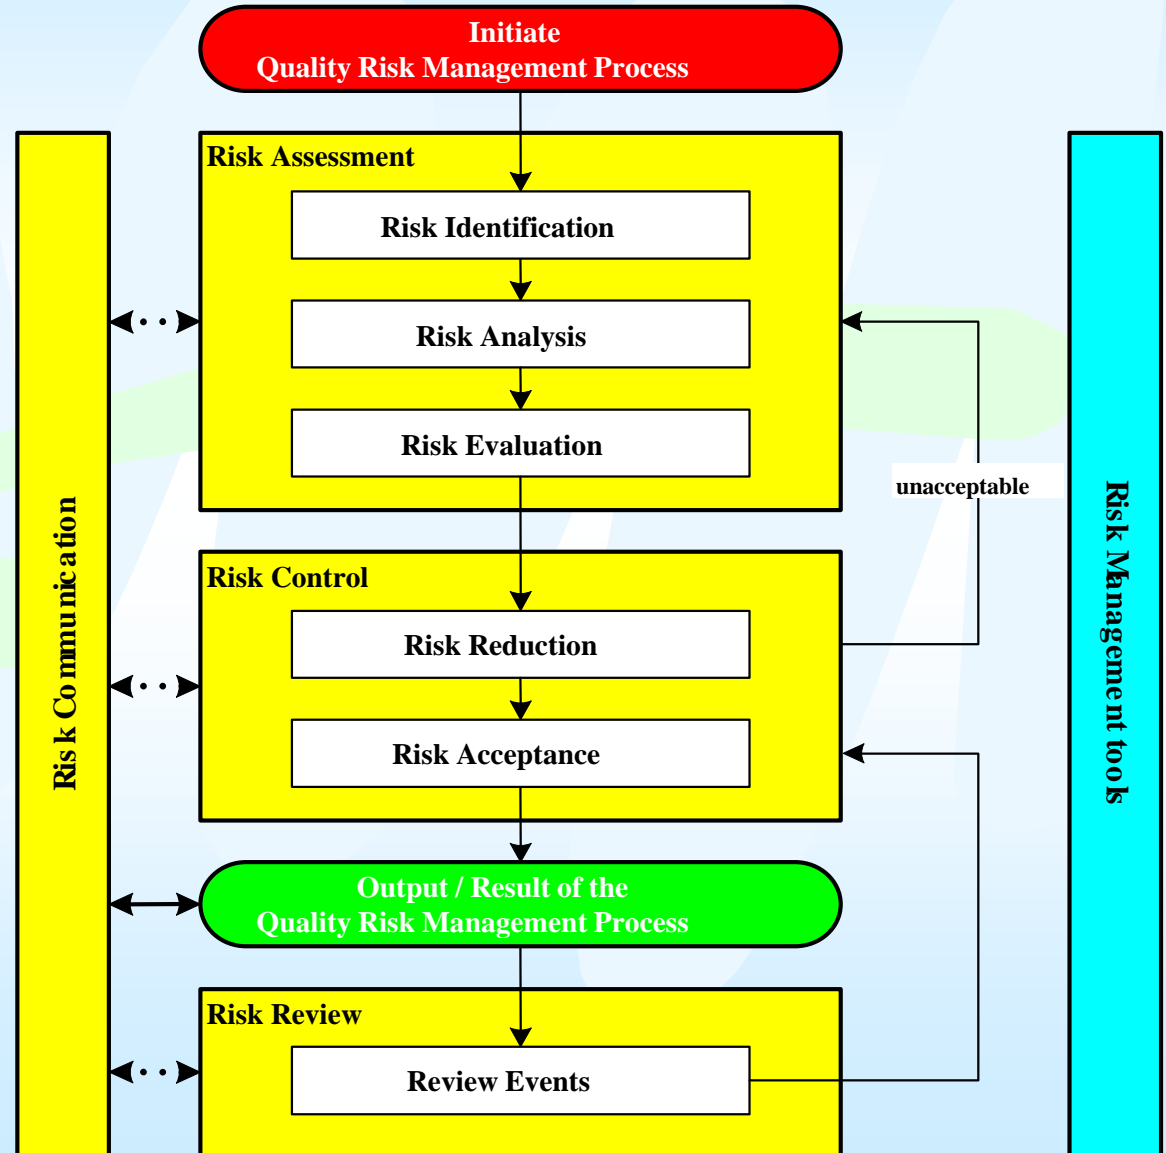 Initiate
Quality Risk Management Process
Risk Assessment
Risk Identification
Risk Analysis
Risk Evaluation
unacceptable
Risk Control
Risk Reduction
Risk Acceptance
Output / Result of the
Quality Risk Management Process
Risk Review
Review Events
Risk Communication
Risk Management tools